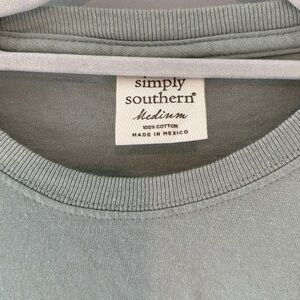 simply
southern®
Medium
100% COTTON
MADE IN MEXICO